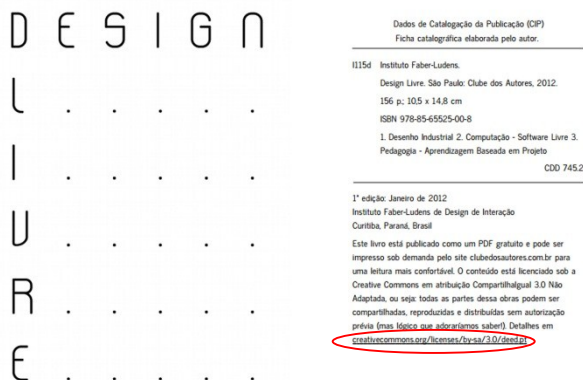 DESIGN
L . . . . .
I . . . . .
V . . . . .
R . . . . .
E . . . . .
Dados de Catalogação da Publicação (CIP)
Ficha catalográfica elaborada pelo autor.
I115d Instituto Faber-Ludens.
Design Livre. São Paulo: Clube dos Autores, 2012.
156 p.; 10,5 x 14,8 cm
ISBN 978-85-65525-00-8
1. Desenho Industrial 2. Computação - Software Livre 3.
Pedagogia - Aprendizagem Baseada em Projeto
CDD 745.2
1ª edição: Janeiro de 2012
Instituto Faber-Ludens de Design de Interação
Curitiba, Paraná, Brasil
Este livro está publicado como um PDF gratuito e pode ser
impresso sob demanda pelo site clubedosautores.com.br para
uma leitura mais confortável. O conteúdo está licenciado sob a
Creative Commons em atribuição CompartilhaIgual 3.0 Não
Adaptada, ou seja: todas as partes dessa obras podem ser
compartilhadas, reproduzidas e distribuídas sem autorização
prévia (mas lógico que adoraríamos saber!). Detalhes em
creativecommons.org/licenses/by-sa/3.0/deed.pt